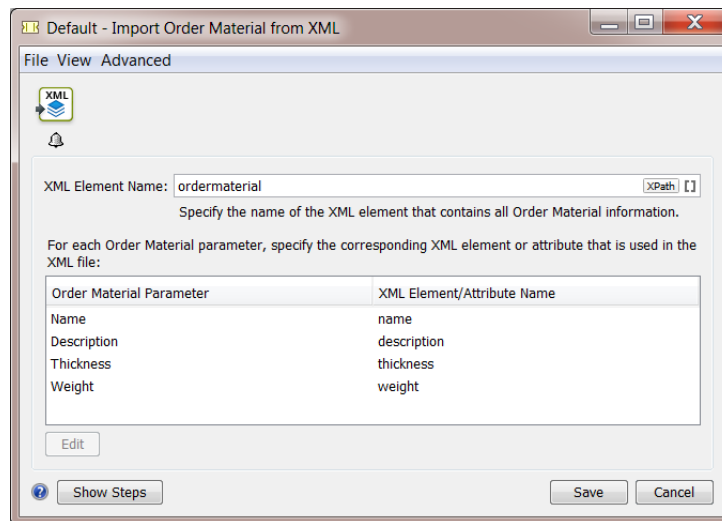 Default - Import Order Material from XML
File View Advanced
XML
XML Element Name: ordermaterial XPath []
Specify the name of the XML element that contains all Order Material information.
For each Order Material parameter, specify the corresponding XML element or attribute that is used in the
XML file:
Order Material Parameter XML Element/Attribute Name
Name name
Description description
Thickness thickness
Weight weight
Edit
? Show Steps Save Cancel